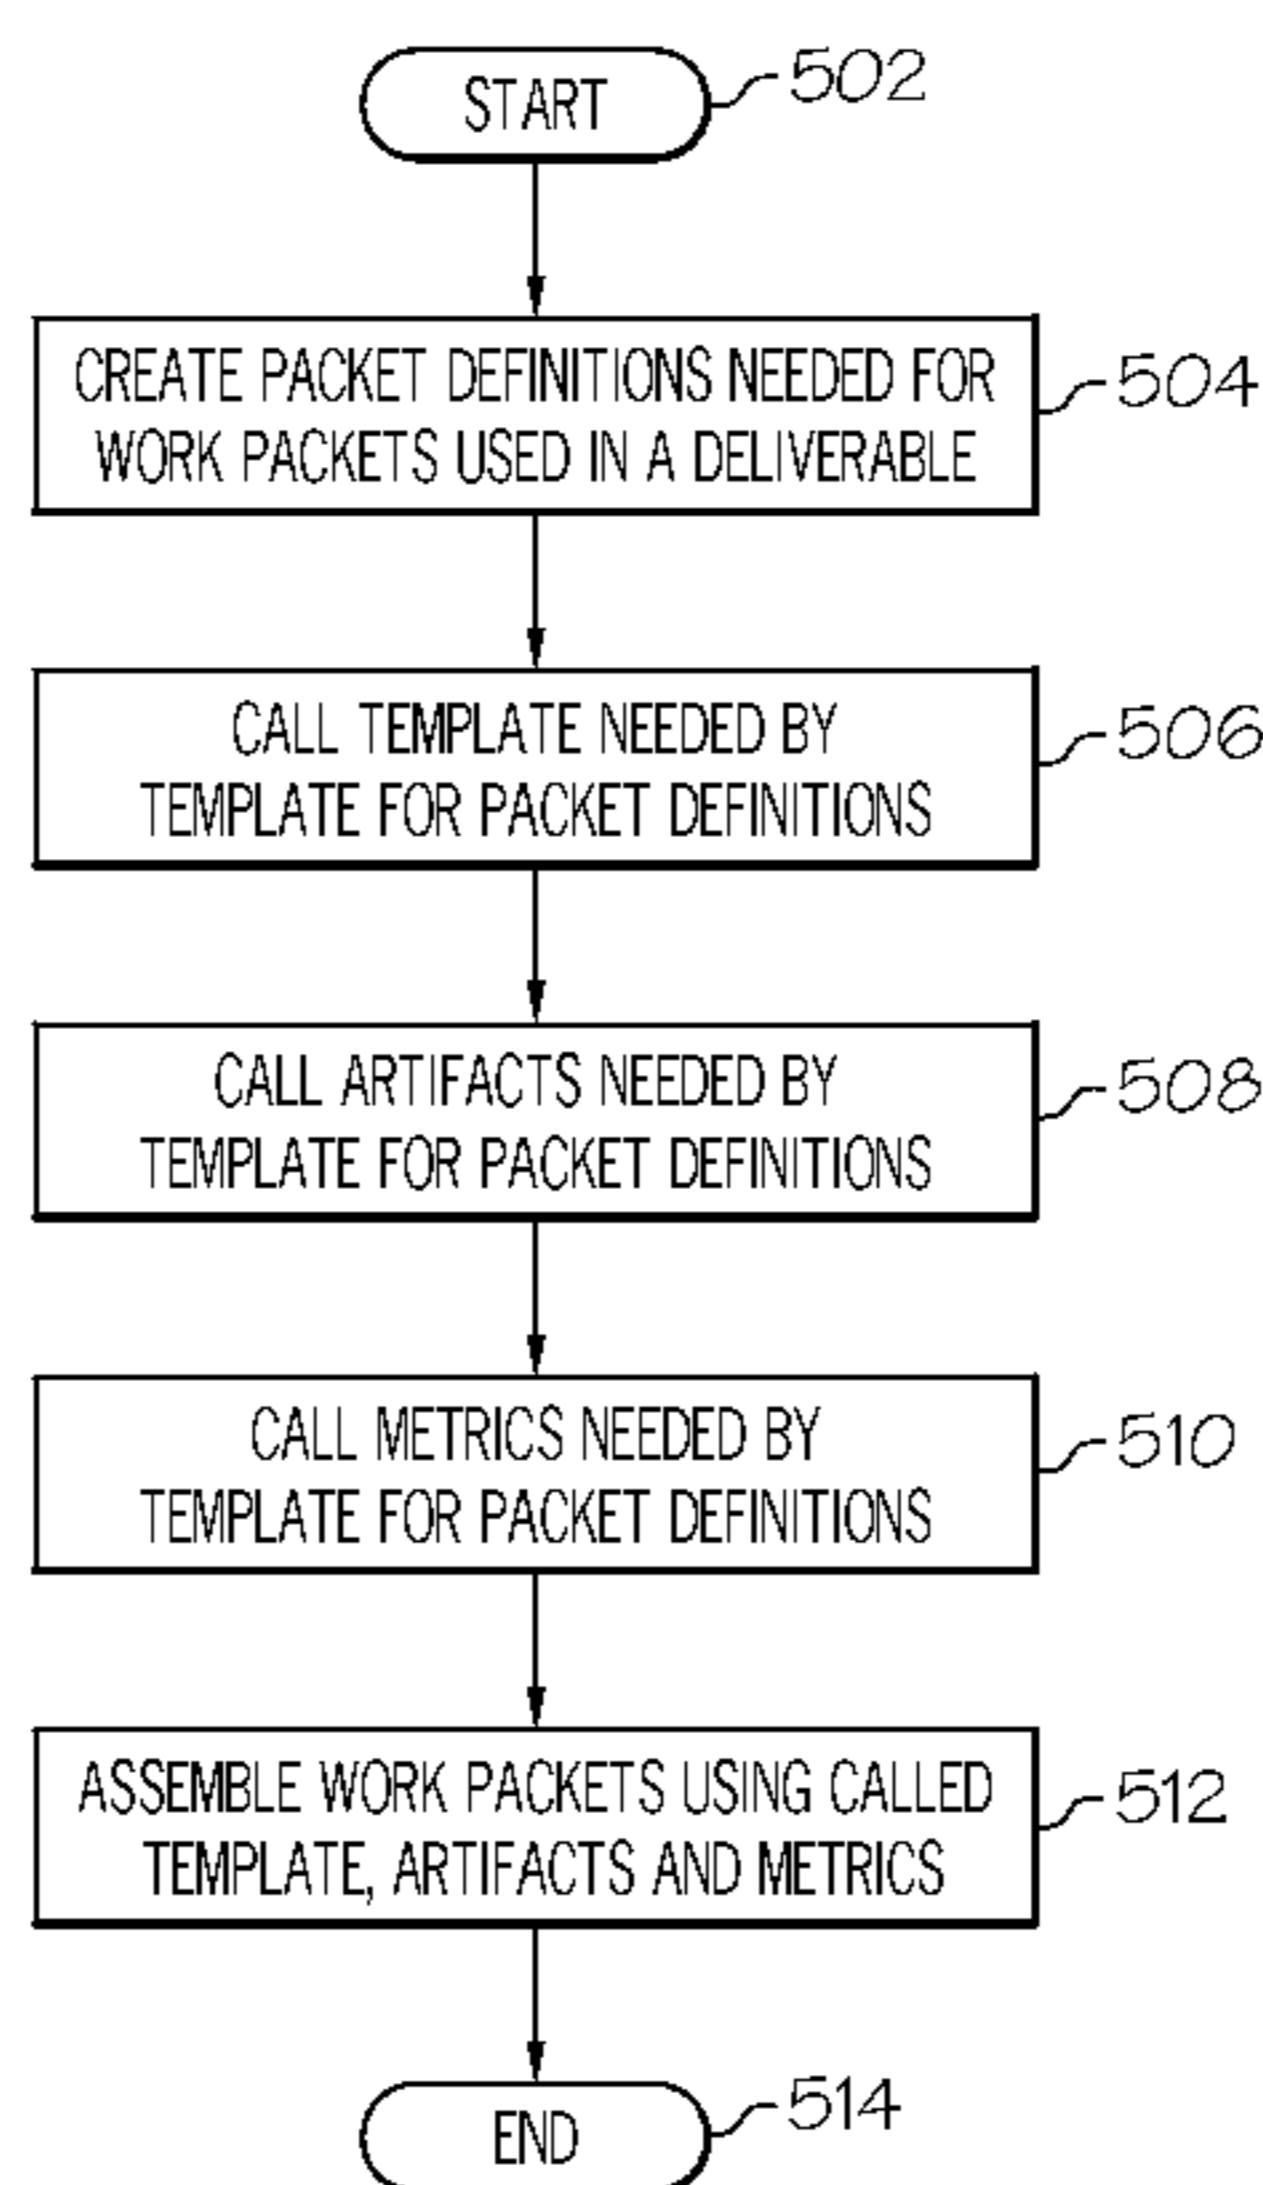 START
502
CREATE PACKET DEFINITIONS NEEDED FOR
WORK PACKETS USED IN A DELIVERABLE
504
CALL TEMPLATE NEEDED BY
TEMPLATE FOR PACKET DEFINITIONS
506
CALL ARTIFACTS NEEDED BY
TEMPLATE FOR PACKET DEFINITIONS
508
CALL METRICS NEEDED BY
TEMPLATE FOR PACKET DEFINITIONS
510
ASSEMBLE WORK PACKETS USING CALLED
TEMPLATE, ARTIFACTS AND METRICS
512
END
514